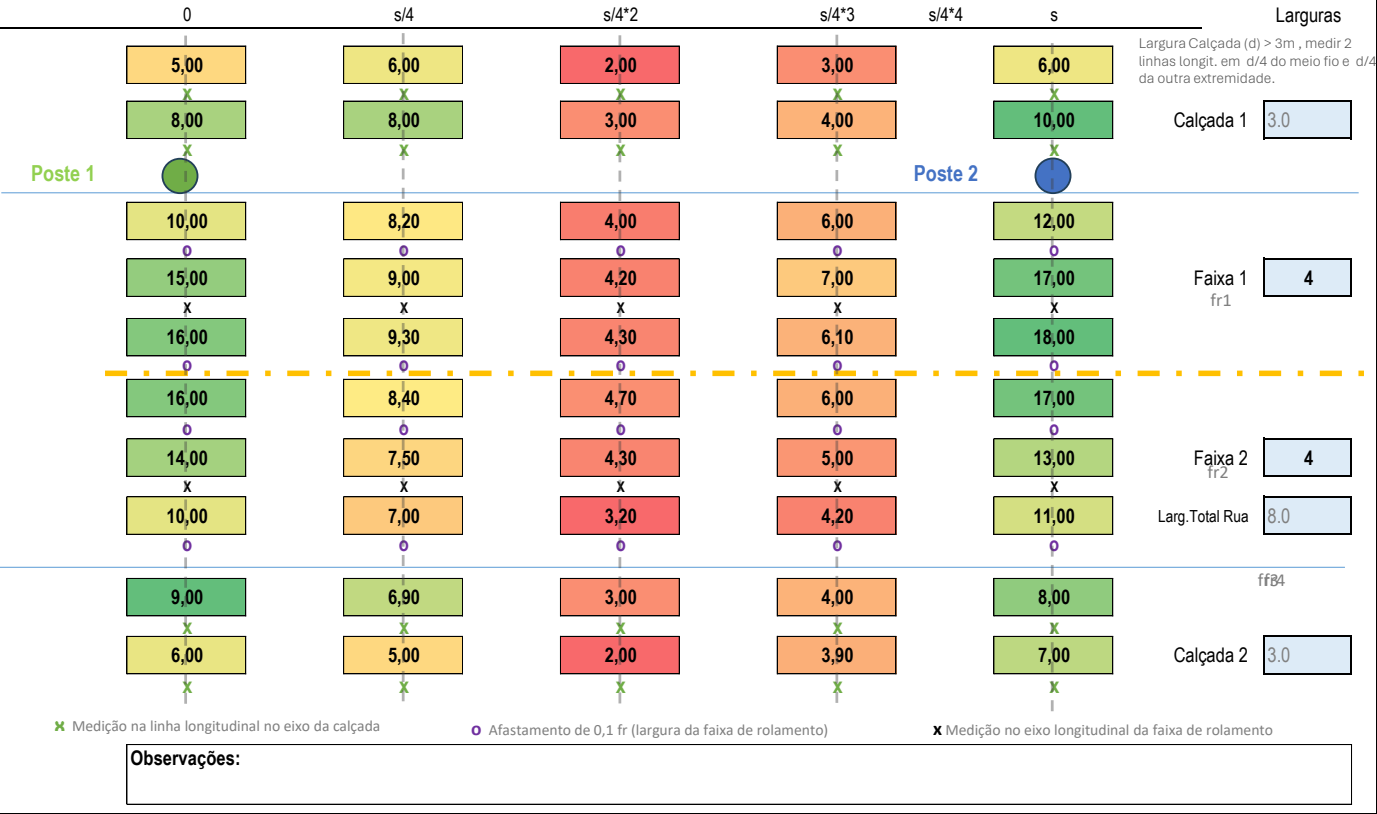 0 s/4 s/4*2 s/4*3 s/4*4 s Larguras
Largura Calçada (d) > 3m , medir 2
linhas longit. em d/4 do meio fio e d/4
da outra extremidade.
5,00 6,00 2,00 3,00 6,00
x x x x x
8,00 8,00 3,00 4,00 10,00 Calçada 1 3.0
x x x x x
Poste 1 Poste 2
10,00 8,20 4,00 6,00 12,00
o o o o o
15,00 9,00 4,20 7,00 17,00 Faixa 1 4
fr1
x x x x x
16,00 9,30 4,30 6,10 18,00
o o o o o
16,00 8,40 4,70 6,00 17,00
o o o o o
14,00 7,50 4,30 5,00 13,00 Faixa 2 4
fr2
x x x x x
10,00 7,00 3,20 4,20 11,00 Larg.Total Rua 8.0
o o o o o
9,00 6,90 3,00 4,00 8,00
x x x x x
6,00 5,00 2,00 3,90 7,00 Calçada 2 3.0
x x x x x
x Medição na linha longitudinal no eixo da calçada
o Afastamento de 0,1 fr (largura da faixa de rolamento)
x Medição no eixo longitudinal da faixa de rolamento
Observações: